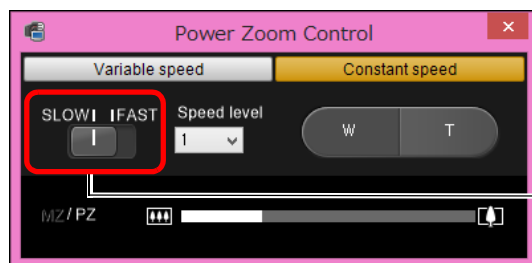 Power Zoom Control ×
Variable speed Constant speed
SLOW FAST Speed level
1 W T
MZ/PZ